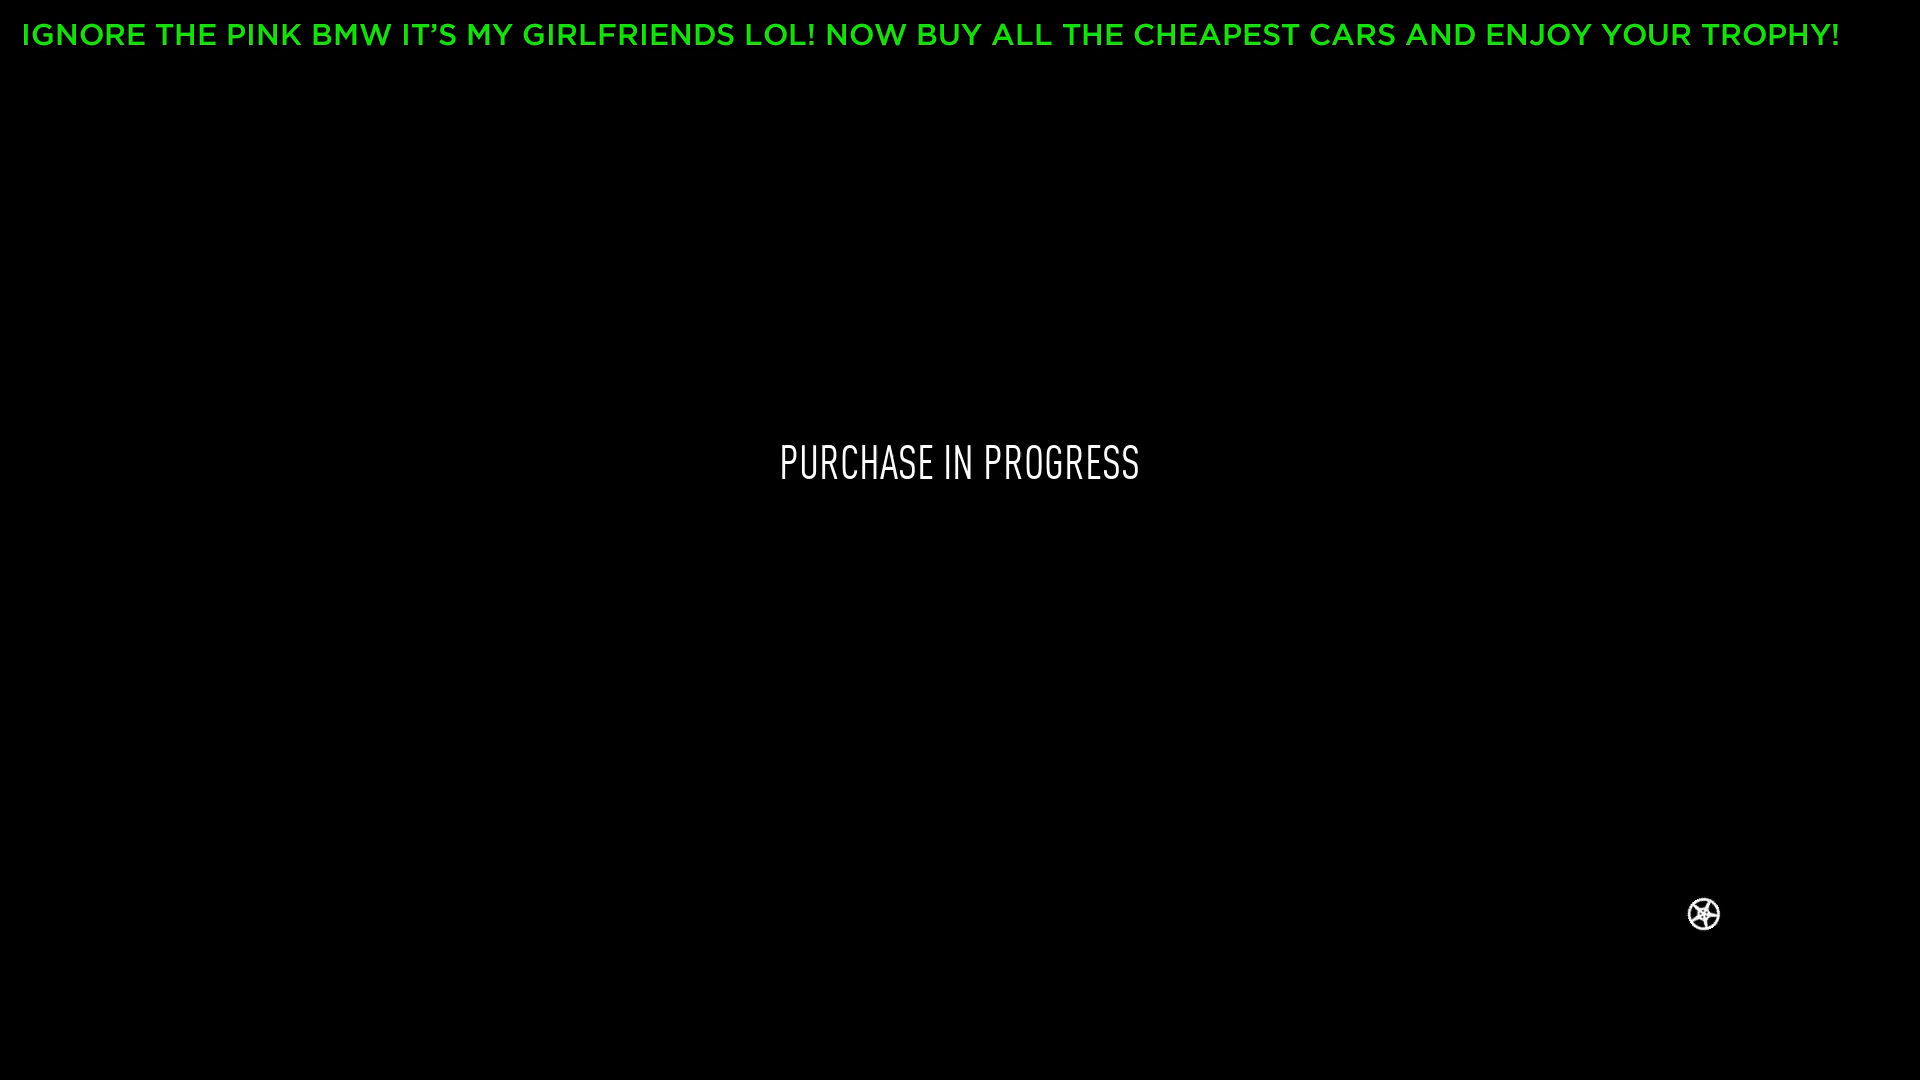 IGNORE THE PINK BMW IT’S MY GIRLFRIENDS LOL! NOW BUY ALL THE CHEAPEST CARS AND ENJOY YOUR TROPHY!
PURCHASE IN PROGRESS